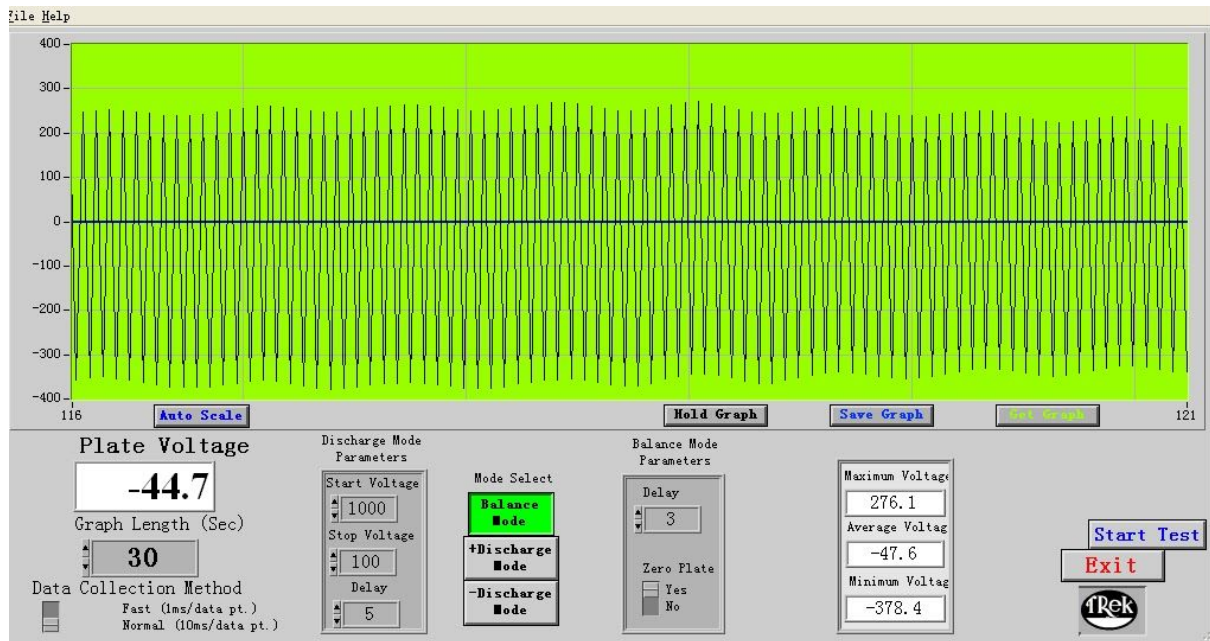 File Help
400
300
200
100
0
-100
-200
-300
-400
116
121
Auto Scale
Hold Graph
Save Graph
Get Graph
Plate Voltage
-44.7
Graph Length (Sec)
30
Data Collection Method
Fast (1ms/data pt.)
Normal (10ms/data pt.)
Discharge Mode
Parameters
Start Voltage
1000
Stop Voltage
100
Delay
5
Mode Select
Balance
Mode
+Discharge
Mode
-Discharge
Mode
Balance Mode
Parameters
Delay
3
Zero Plate
Yes
No
Maximum Voltage
276.1
Average Voltag
-47.6
Minimum Voltag
-378.4
Start Test
Exit
TRek